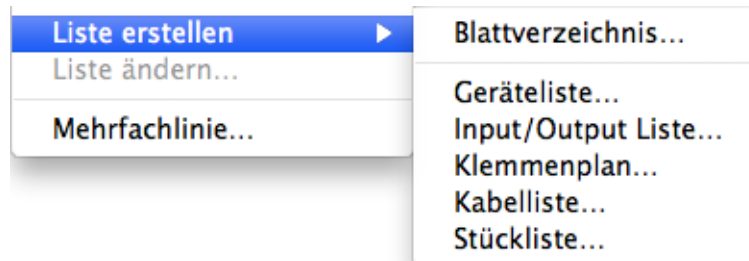 Liste erstellen
Liste ändern...
Mehrfachlinie...
Blattverzeichnis...
Geräteliste...
Input/Output Liste...
Klemmenplan...
Kabelliste...
Stückliste...